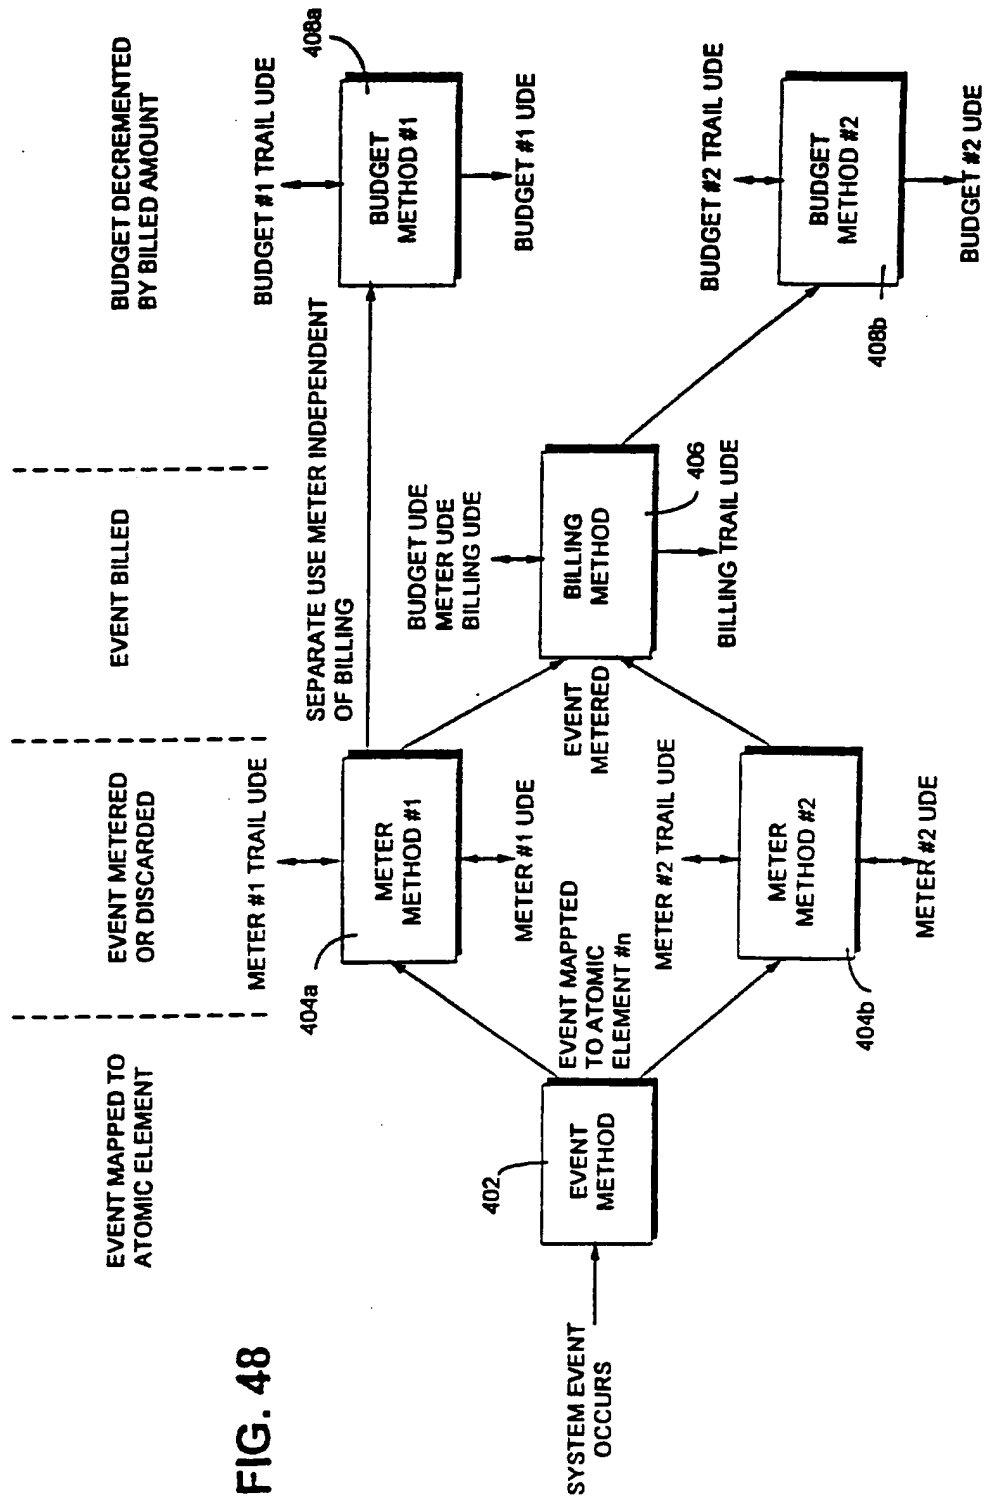 FIG. 48
EVENT MAPPED TO
ATOMIC ELEMENT
EVENT METERED
OR DISCARDED
EVENT BILLED
BUDGET DECREMENTED
BY BILLED AMOUNT
SYSTEM EVENT
OCCURS
402
EVENT
METHOD
EVENT MAPPTED
TO ATOMIC
ELEMENT #n
METER #1 TRAIL UDE
404a
METER
METHOD #1
METER #1 UDE
METER #2 TRAIL UDE
METER
METHOD #2
404b
METER #2 UDE
SEPARATE USE METER INDEPENDENT
OF BILLING
EVENT
METERED
BUDGET UDE
METER UDE
BILLING UDE
BILLING
METHOD
406
BILLING TRAIL UDE
BUDGET #1 TRAIL UDE
408a
BUDGET
METHOD #1
BUDGET #1 UDE
BUDGET #2 TRAIL UDE
BUDGET
METHOD #2
408b
BUDGET #2 UDE